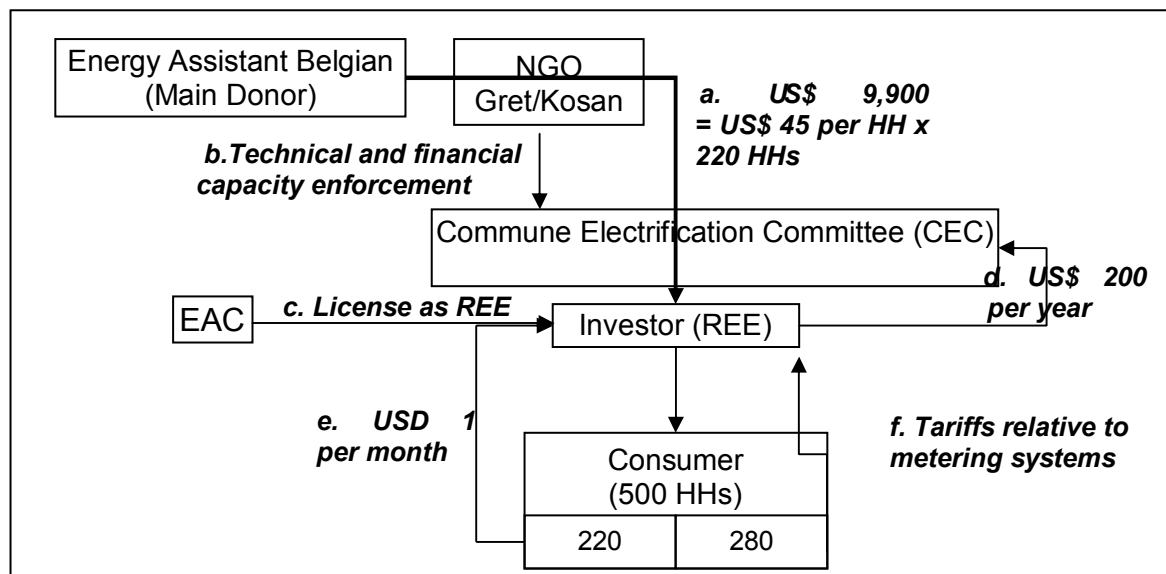 Energy Assistant Belgian
(Main Donor)
NGO
Gret/Kosan
a. US$ 9,900
= US$ 45 per HH x
220 HHs
b.Technical and financial
capacity enforcement
Commune Electrification Committee (CEC)
d. US$ 200
per year
EAC
c. License as REE
Investor (REE)
e. USD 1
per month
f. Tariffs relative to
metering systems
Consumer
(500 HHs)
220
280